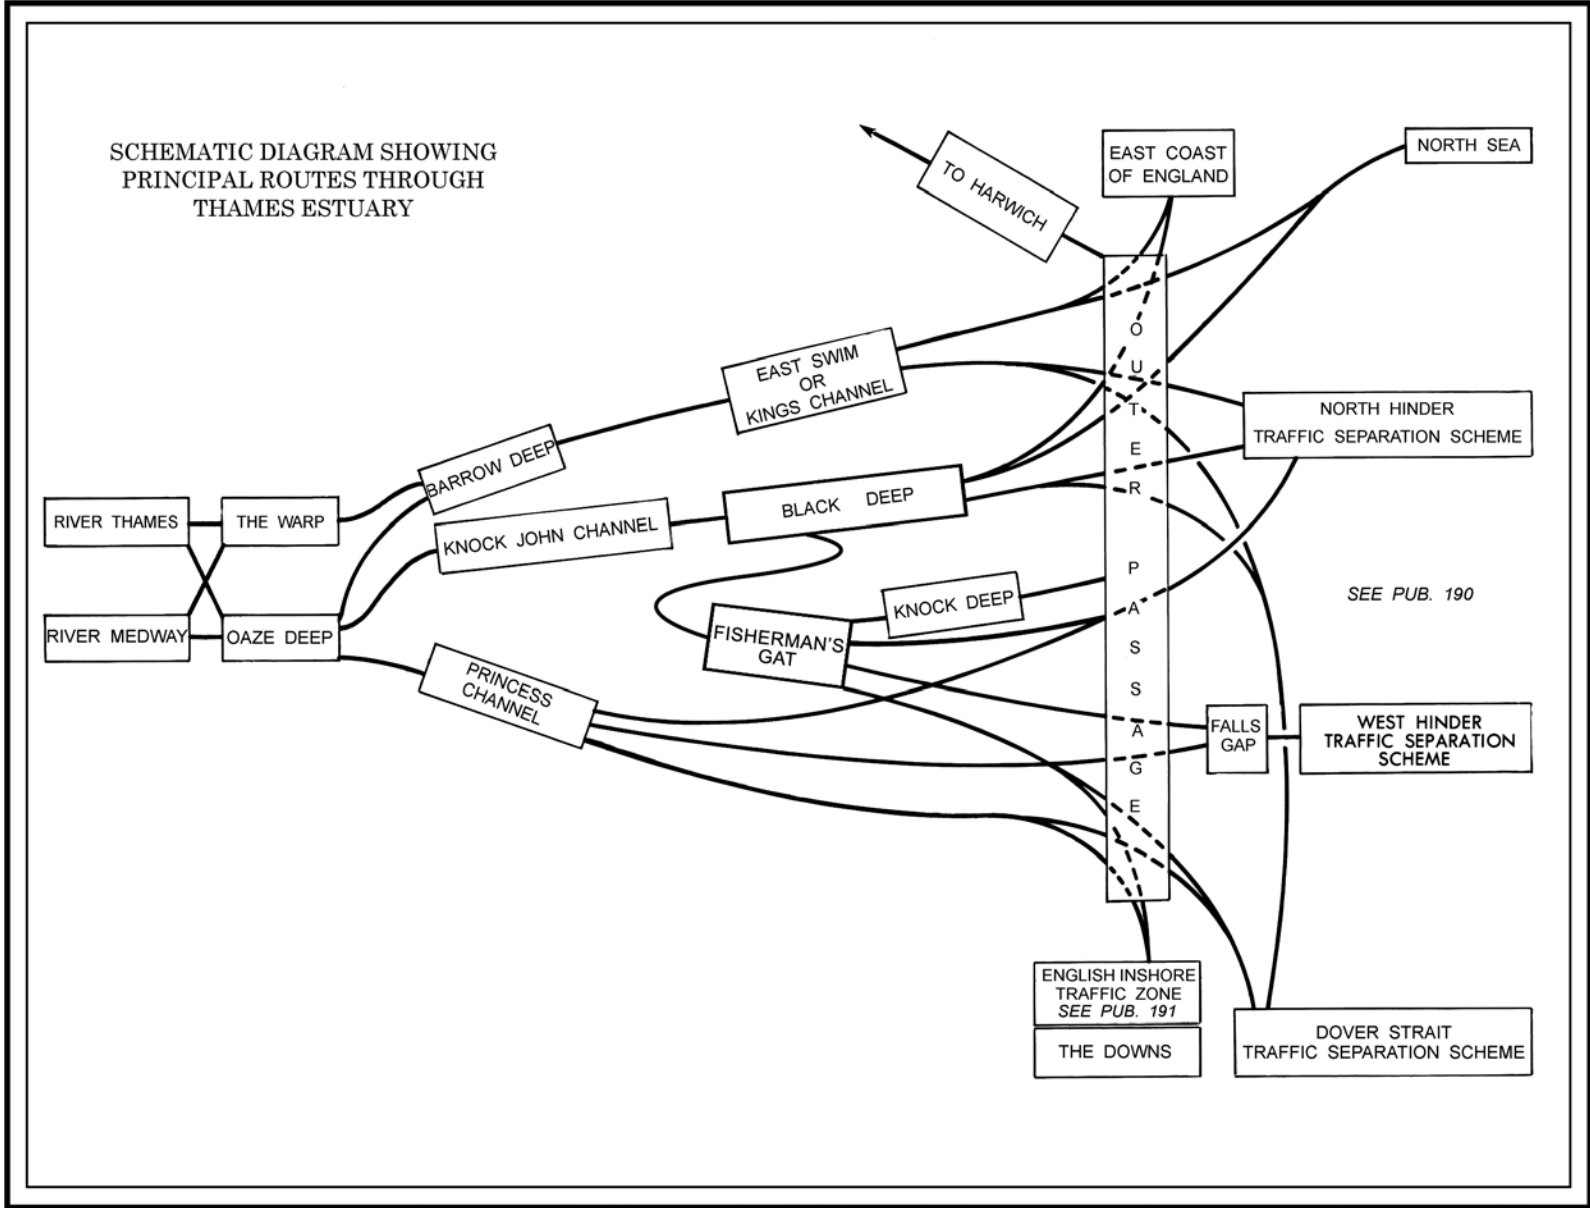 SCHEMATIC DIAGRAM SHOWING
PRINCIPAL ROUTES THROUGH
THAMES ESTUARY
TO HARWICH
EAST COAST
OF ENGLAND
NORTH SEA
OUTER PASSAGE
EAST SWIM
OR
KINGS CHANNEL
NORTH HINDER
TRAFFIC SEPARATION SCHEME
BARROW DEEP
BLACK DEEP
RIVER THAMES
THE WARP
KNOCK JOHN CHANNEL
KNOCK DEEP
SEE PUB. 190
RIVER MEDWAY
OAZE DEEP
FISHERMAN'S
GAT
PRINCESS
CHANNEL
FALLS
GAP
WEST HINDER
TRAFFIC SEPARATION
SCHEME
ENGLISH INSHORE
TRAFFIC ZONE
SEE PUB. 191
THE DOWNS
DOVER STRAIT
TRAFFIC SEPARATION SCHEME